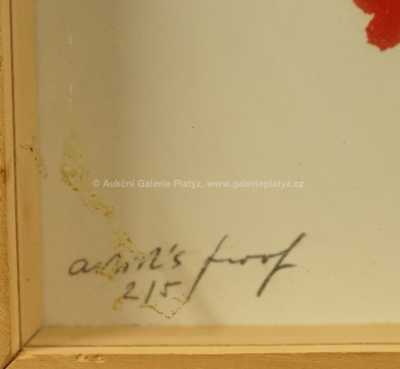 © Aukční Galerie Platýz, www.galerieplatyz.cz
artist's proof
2/5